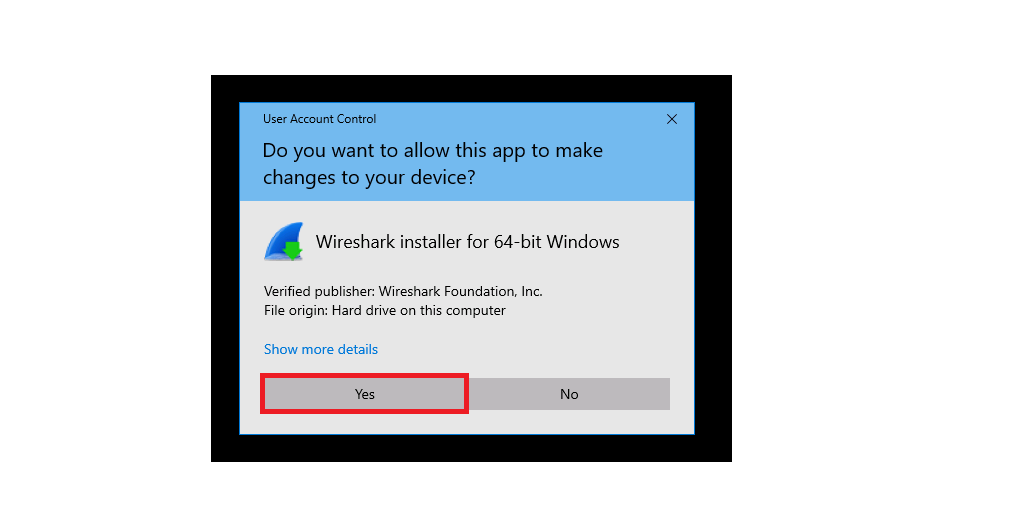 User Account Control
Do you want to allow this app to make
changes to your device?
Wireshark installer for 64-bit Windows
Verified publisher: Wireshark Foundation, Inc.
File origin: Hard drive on this computer
Show more details
Yes
No